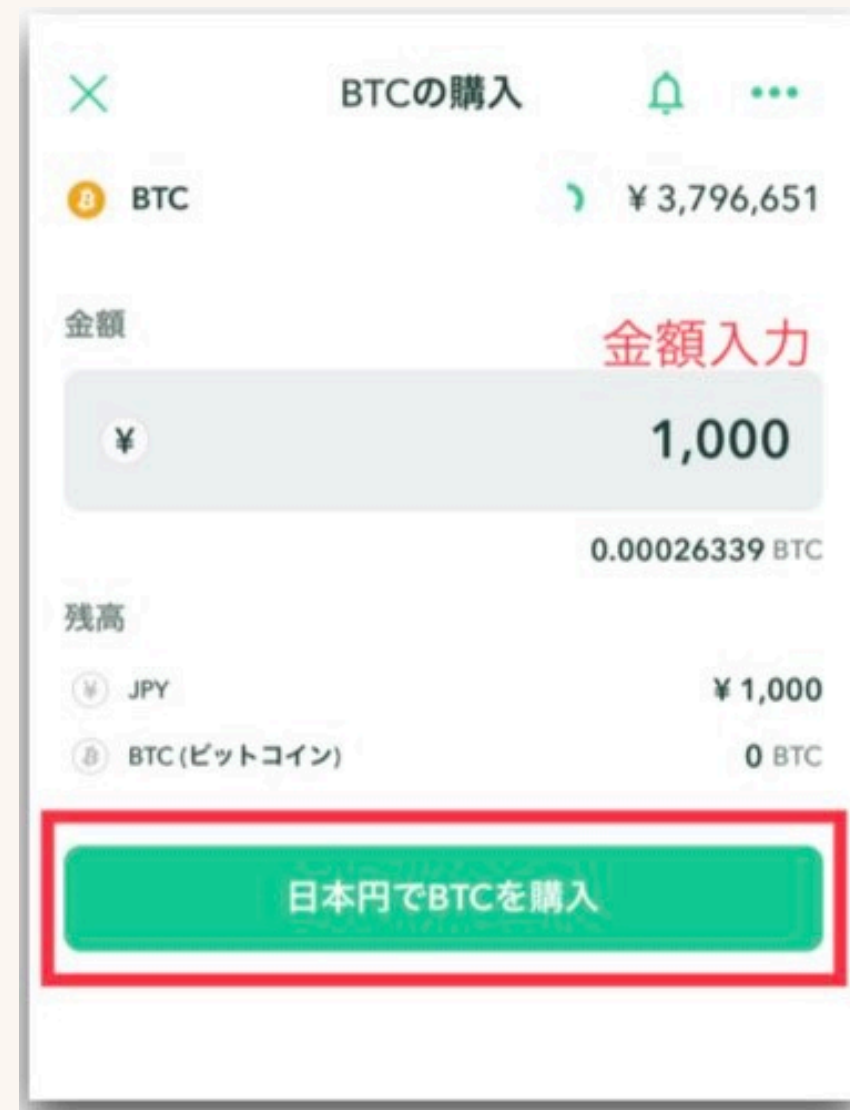 BTCの購入
BTC ¥ 3,796,651
金額
金額入力
¥ 1,000
0.00026339 BTC
残高
JPY ¥ 1,000
BTC (ビットコイン) 0 BTC
日本円でBTCを購入